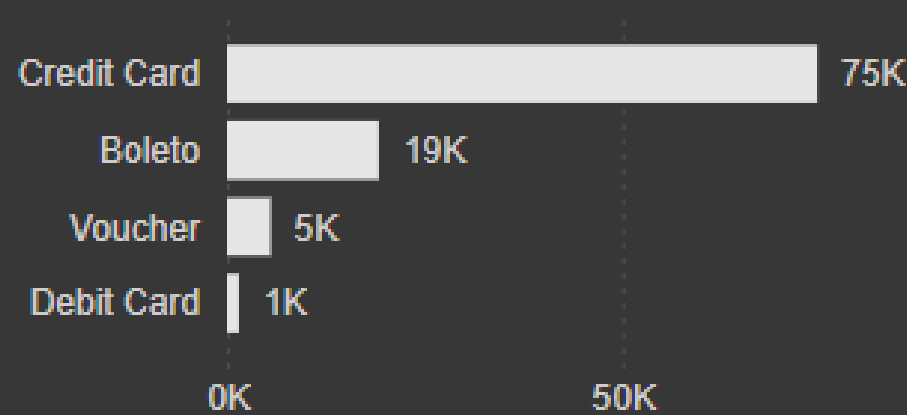 Credit Card 75K
Boleto 19K
Voucher 5K
Debit Card 1K
0K 50K